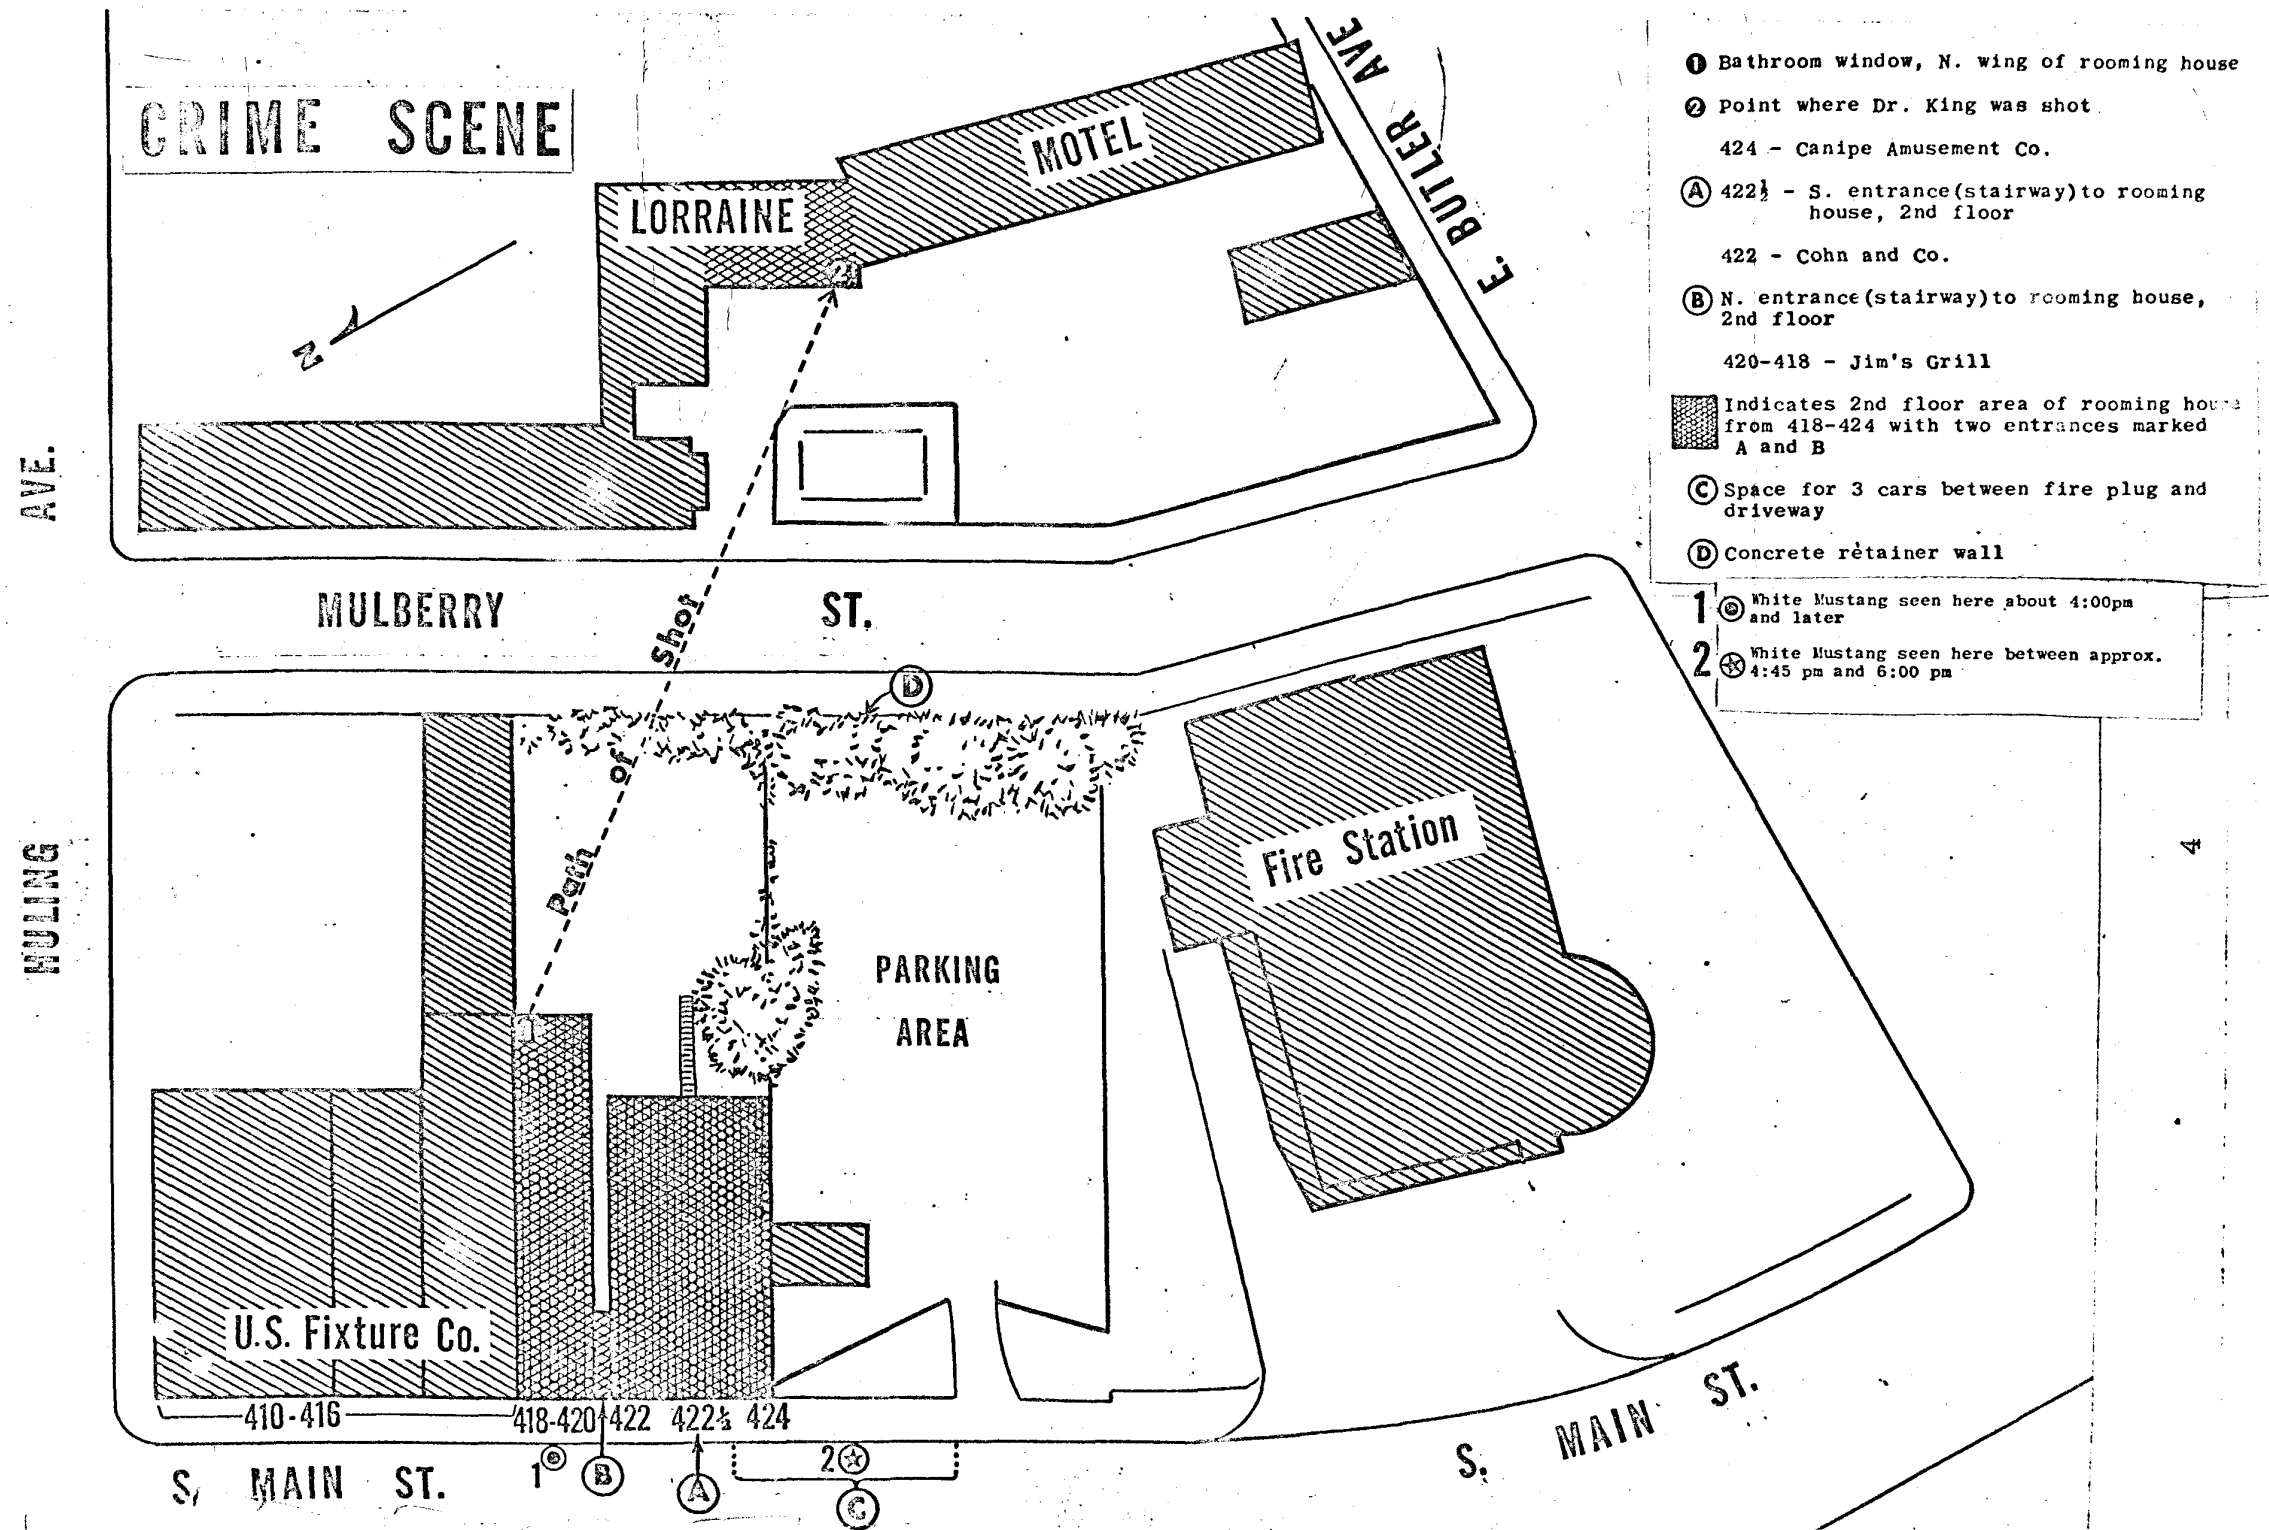 CRIME SCENE
LORRAINE
MOTEL
E. BUTLER AVE
N
2
AVE.
HULING
MULBERRY ST.
Path of Shot
D
1
PARKING
AREA
Fire Station
U.S. Fixture Co.
410-416
418-420
422
422½
424
S. MAIN ST.
1
B
A
2
C
S. MAIN ST.
1 Bathroom window, N. wing of rooming house
2 Point where Dr. King was shot
424 - Canipe Amusement Co.
A 422½ - S. entrance(stairway)to rooming
house, 2nd floor
422 - Cohn and Co.
B N. entrance(stairway)to rooming house,
2nd floor
420-418 - Jim's Grill
Indicates 2nd floor area of rooming house
from 418-424 with two entrances marked
A and B
C Space for 3 cars between fire plug and
driveway
D Concrete retainer wall
1 White Mustang seen here about 4:00pm
and later
2 White Mustang seen here between approx.
4:45 pm and 6:00 pm
4